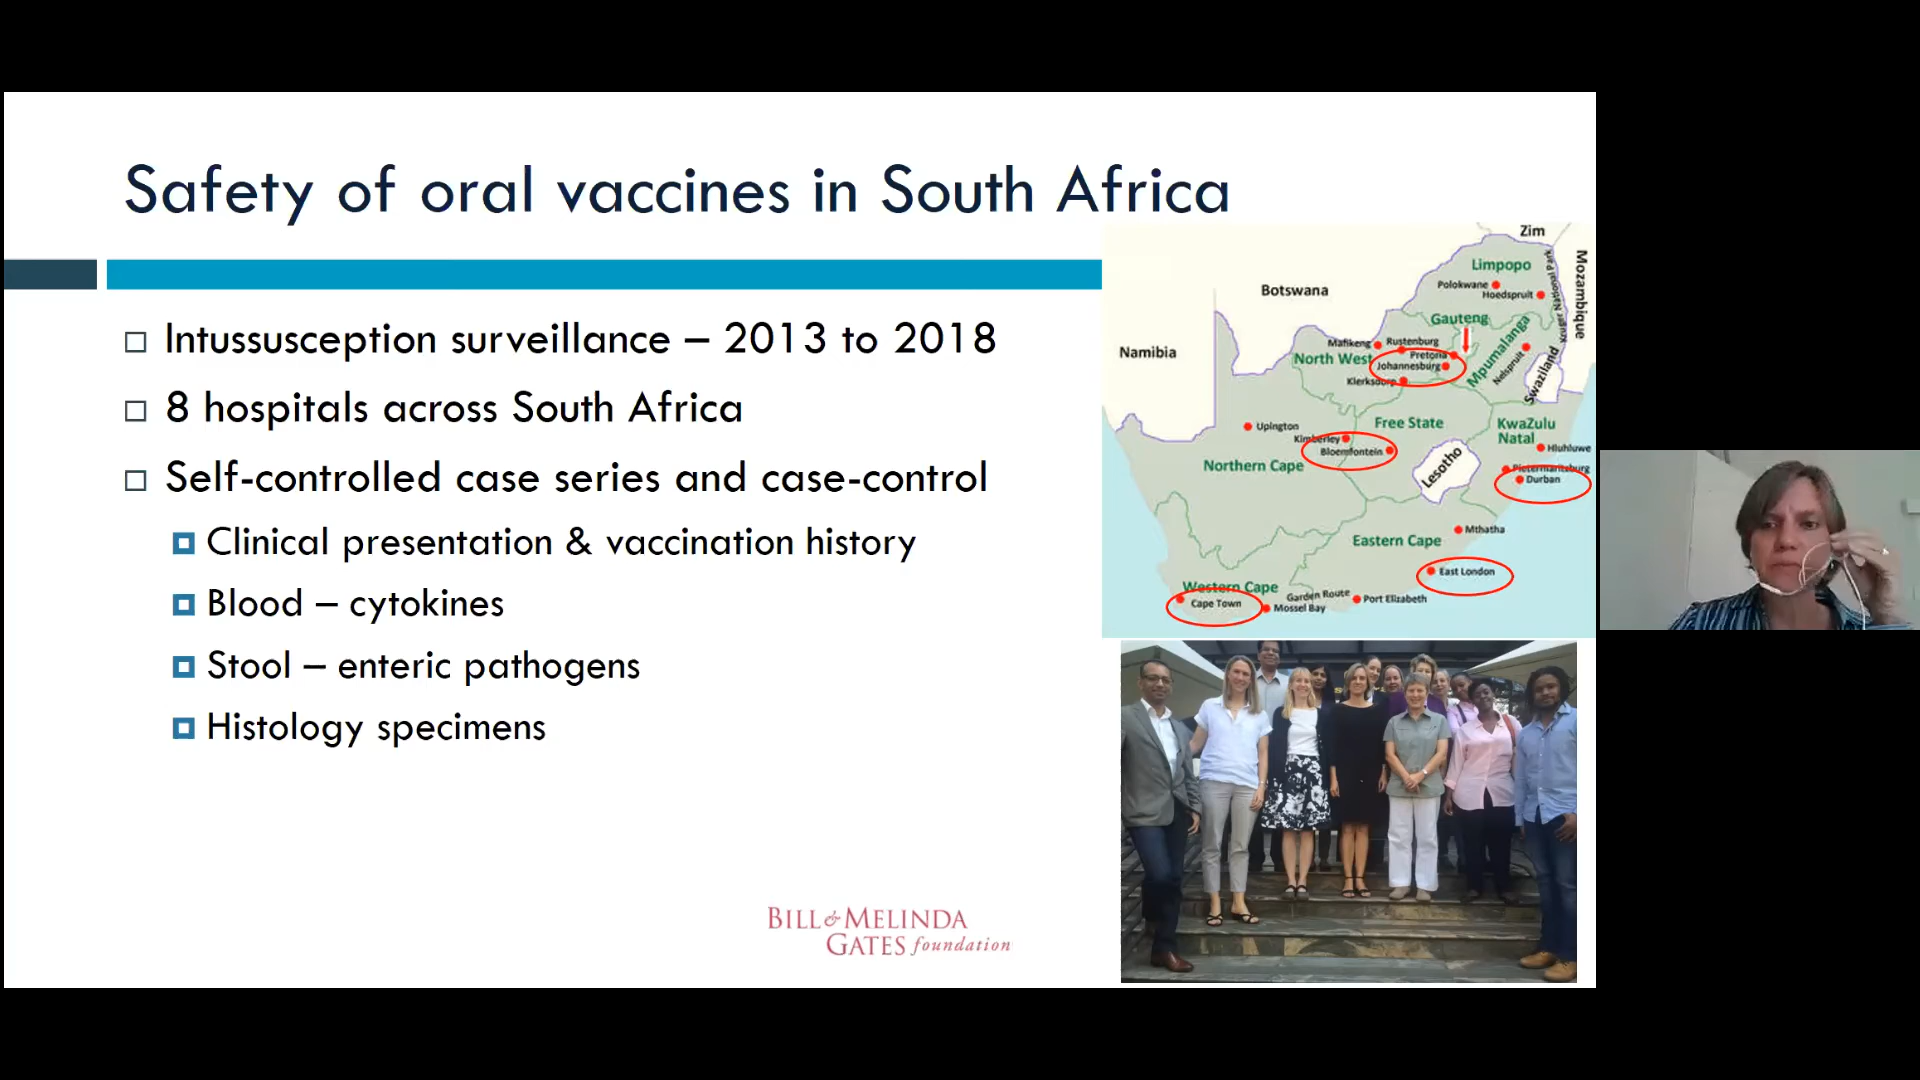 Safety of oral vaccines in South Africa
Intussusception surveillance – 2013 to 2018
8 hospitals across South Africa
Self-controlled case series and case-control
Clinical presentation & vaccination history
Blood – cytokines
Stool – enteric pathogens
Histology specimens
BILL & MELINDA
GATES foundation
Zim
Limpopo
Polokwane
Hoedspruit
Mozambique
Botswana
Gauteng
Mpumalanga
Namibia
Mafikeng
Rustenburg
Pretoria
North West
Johannesburg
Nelspruit
Swaziland
Klerksdorp
Upington
Free State
KwaZulu
Natal
Kimberley
Bloemfontein
Hluhluwe
Northern Cape
Lesotho
Pietermaritzburg
Durban
Mthatha
Eastern Cape
East London
Western Cape
Garden Route
Port Elizabeth
Cape Town
Mossel Bay